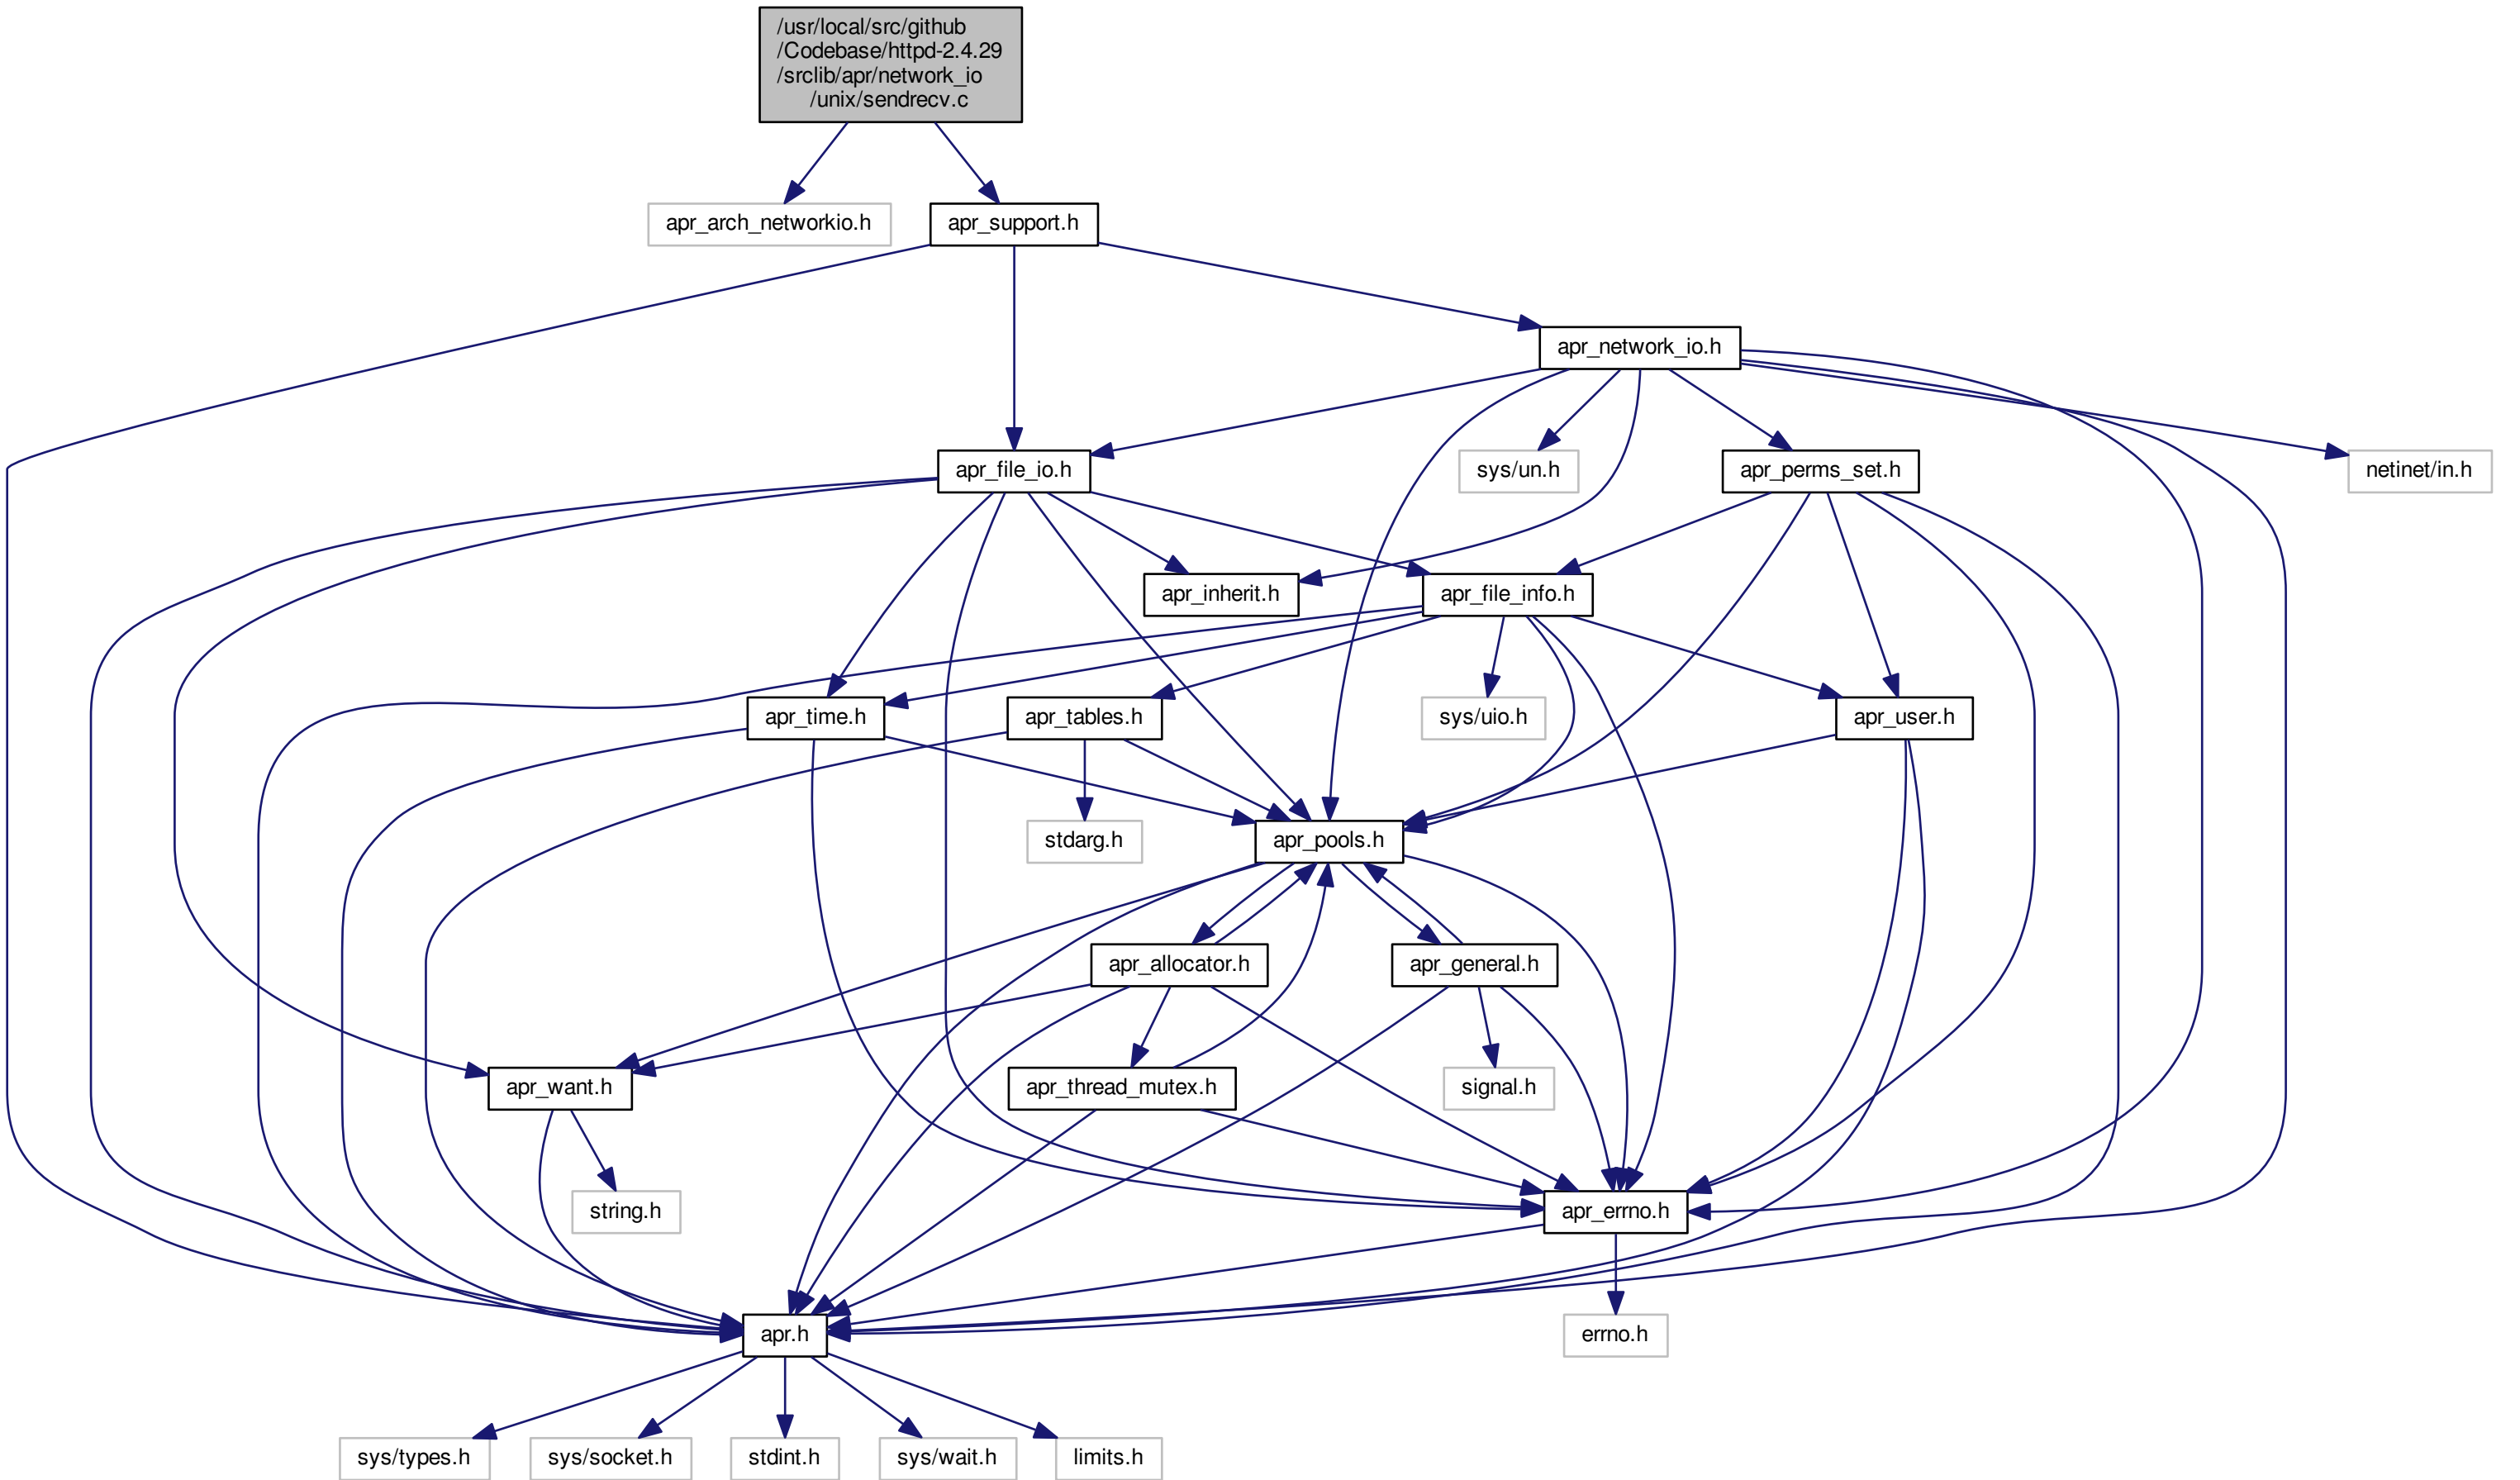 /usr/local/src/github
/Codebase/httpd-2.4.29
/srclib/apr/network_io
/unix/sendrecv.c
apr_arch_networkio.h
apr_support.h
apr_network_io.h
apr_file_io.h
sys/un.h
apr_perms_set.h
netinet/in.h
apr_inherit.h
apr_file_info.h
apr_time.h
apr_tables.h
sys/uio.h
apr_user.h
stdarg.h
apr_pools.h
apr_allocator.h
apr_general.h
apr_want.h
apr_thread_mutex.h
signal.h
string.h
apr_errno.h
apr.h
errno.h
sys/types.h
sys/socket.h
stdint.h
sys/wait.h
limits.h